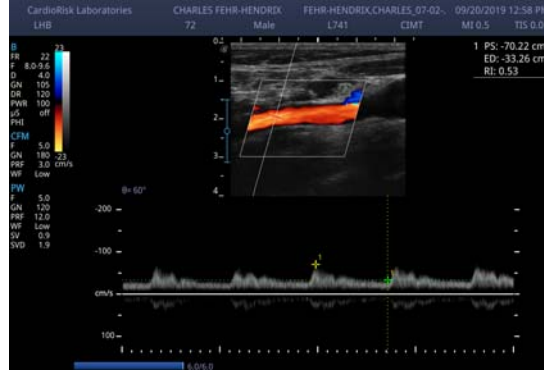 CardioRisk Laboratories CHARLES FEHR-HENDRIX FEHR-HENDRIX,CHARLES_07-02-. 09/20/2019 12:58 PM
LHB 72 Male L741 CIMT MI 0.5 TIS 0.0
1 PS: -70.22 cm
ED: -33.26 cm
RI: 0.53
B
FR 22
F 8.0-9.6
D 4.0
GN 105
DR 120
PWR 100
µS off
PHI
23
-23
cm/s
CFM
F 5.0
GN 180
PRF 3.0
WF Low
PW
F 5.0
GN 120
PRF 12.0
WF Low
SV 0.9
SVD 1.9
0
1
2
3
4
θ= 60°
-200
-100
1
cm/s
100
6.0/6.0